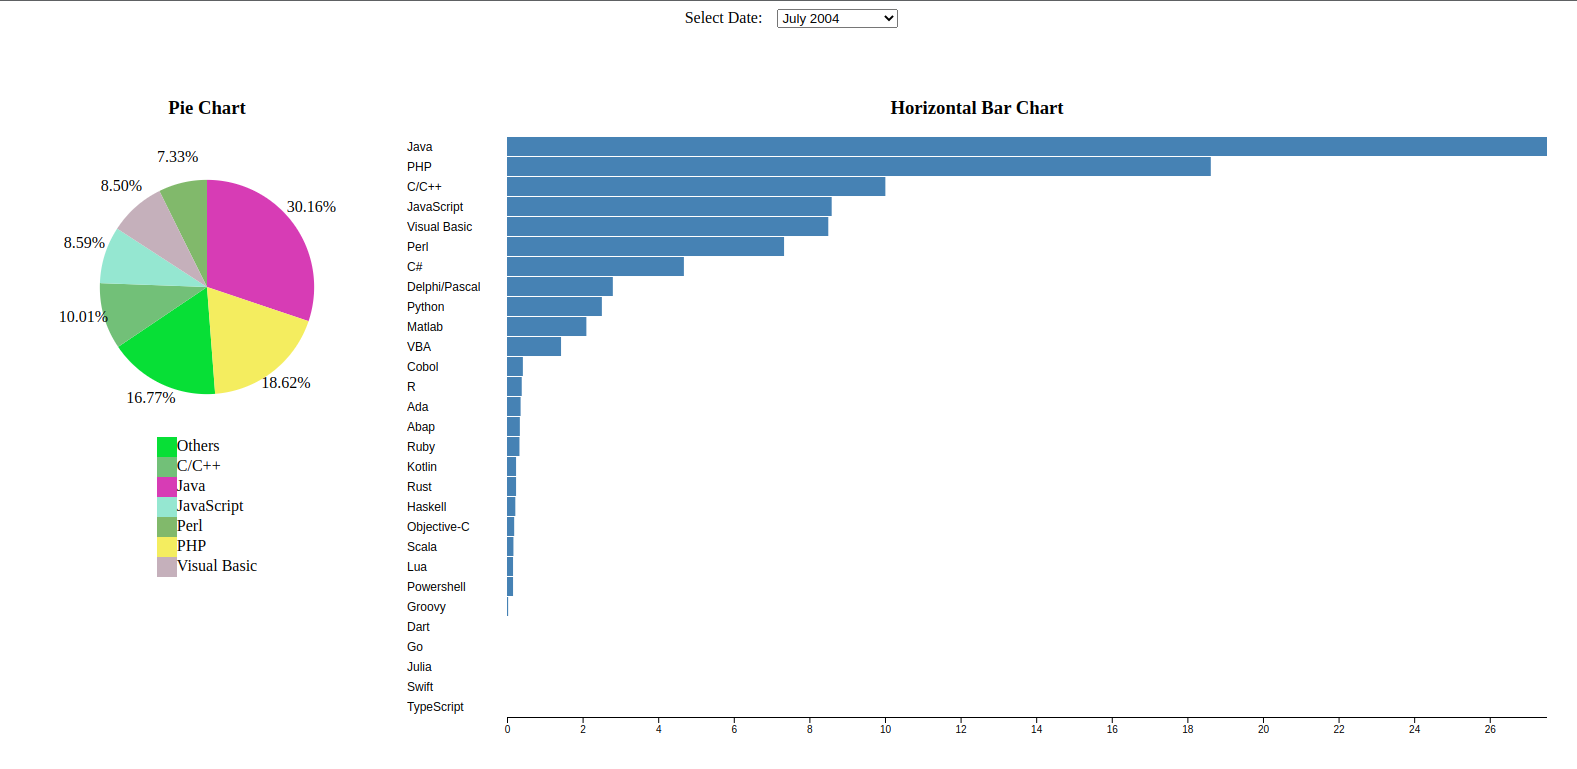 Select Date: July 2004
Pie Chart
7.33%
8.50%
30.16%
8.59%
10.01%
18.62%
16.77%
Others
C/C++
Java
JavaScript
Perl
PHP
Visual Basic
Horizontal Bar Chart
Java
PHP
C/C++
JavaScript
Visual Basic
Perl
C#
Delphi/Pascal
Python
Matlab
VBA
Cobol
R
Ada
Abap
Ruby
Kotlin
Rust
Haskell
Objective-C
Scala
Lua
Powershell
Groovy
Dart
Go
Julia
Swift
TypeScript
0 2 4 6 8 10 12 14 16 18 20 22 24 26